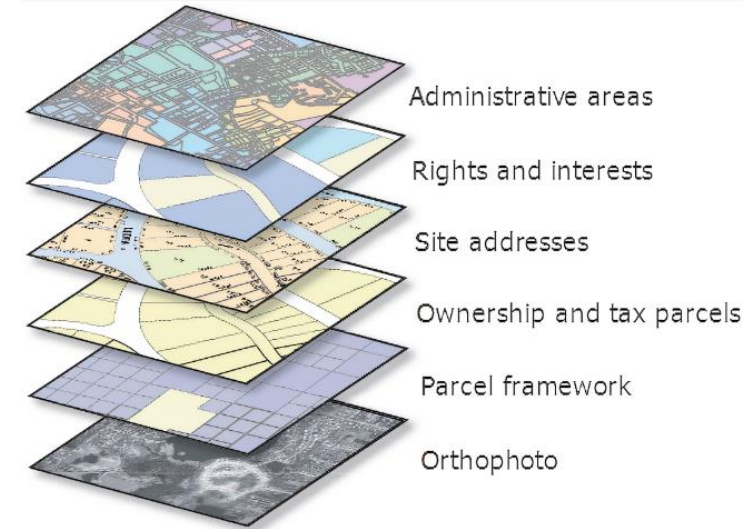 Administrative areas
Rights and interests
Site addresses
Ownership and tax parcels
Parcel framework
Orthophoto